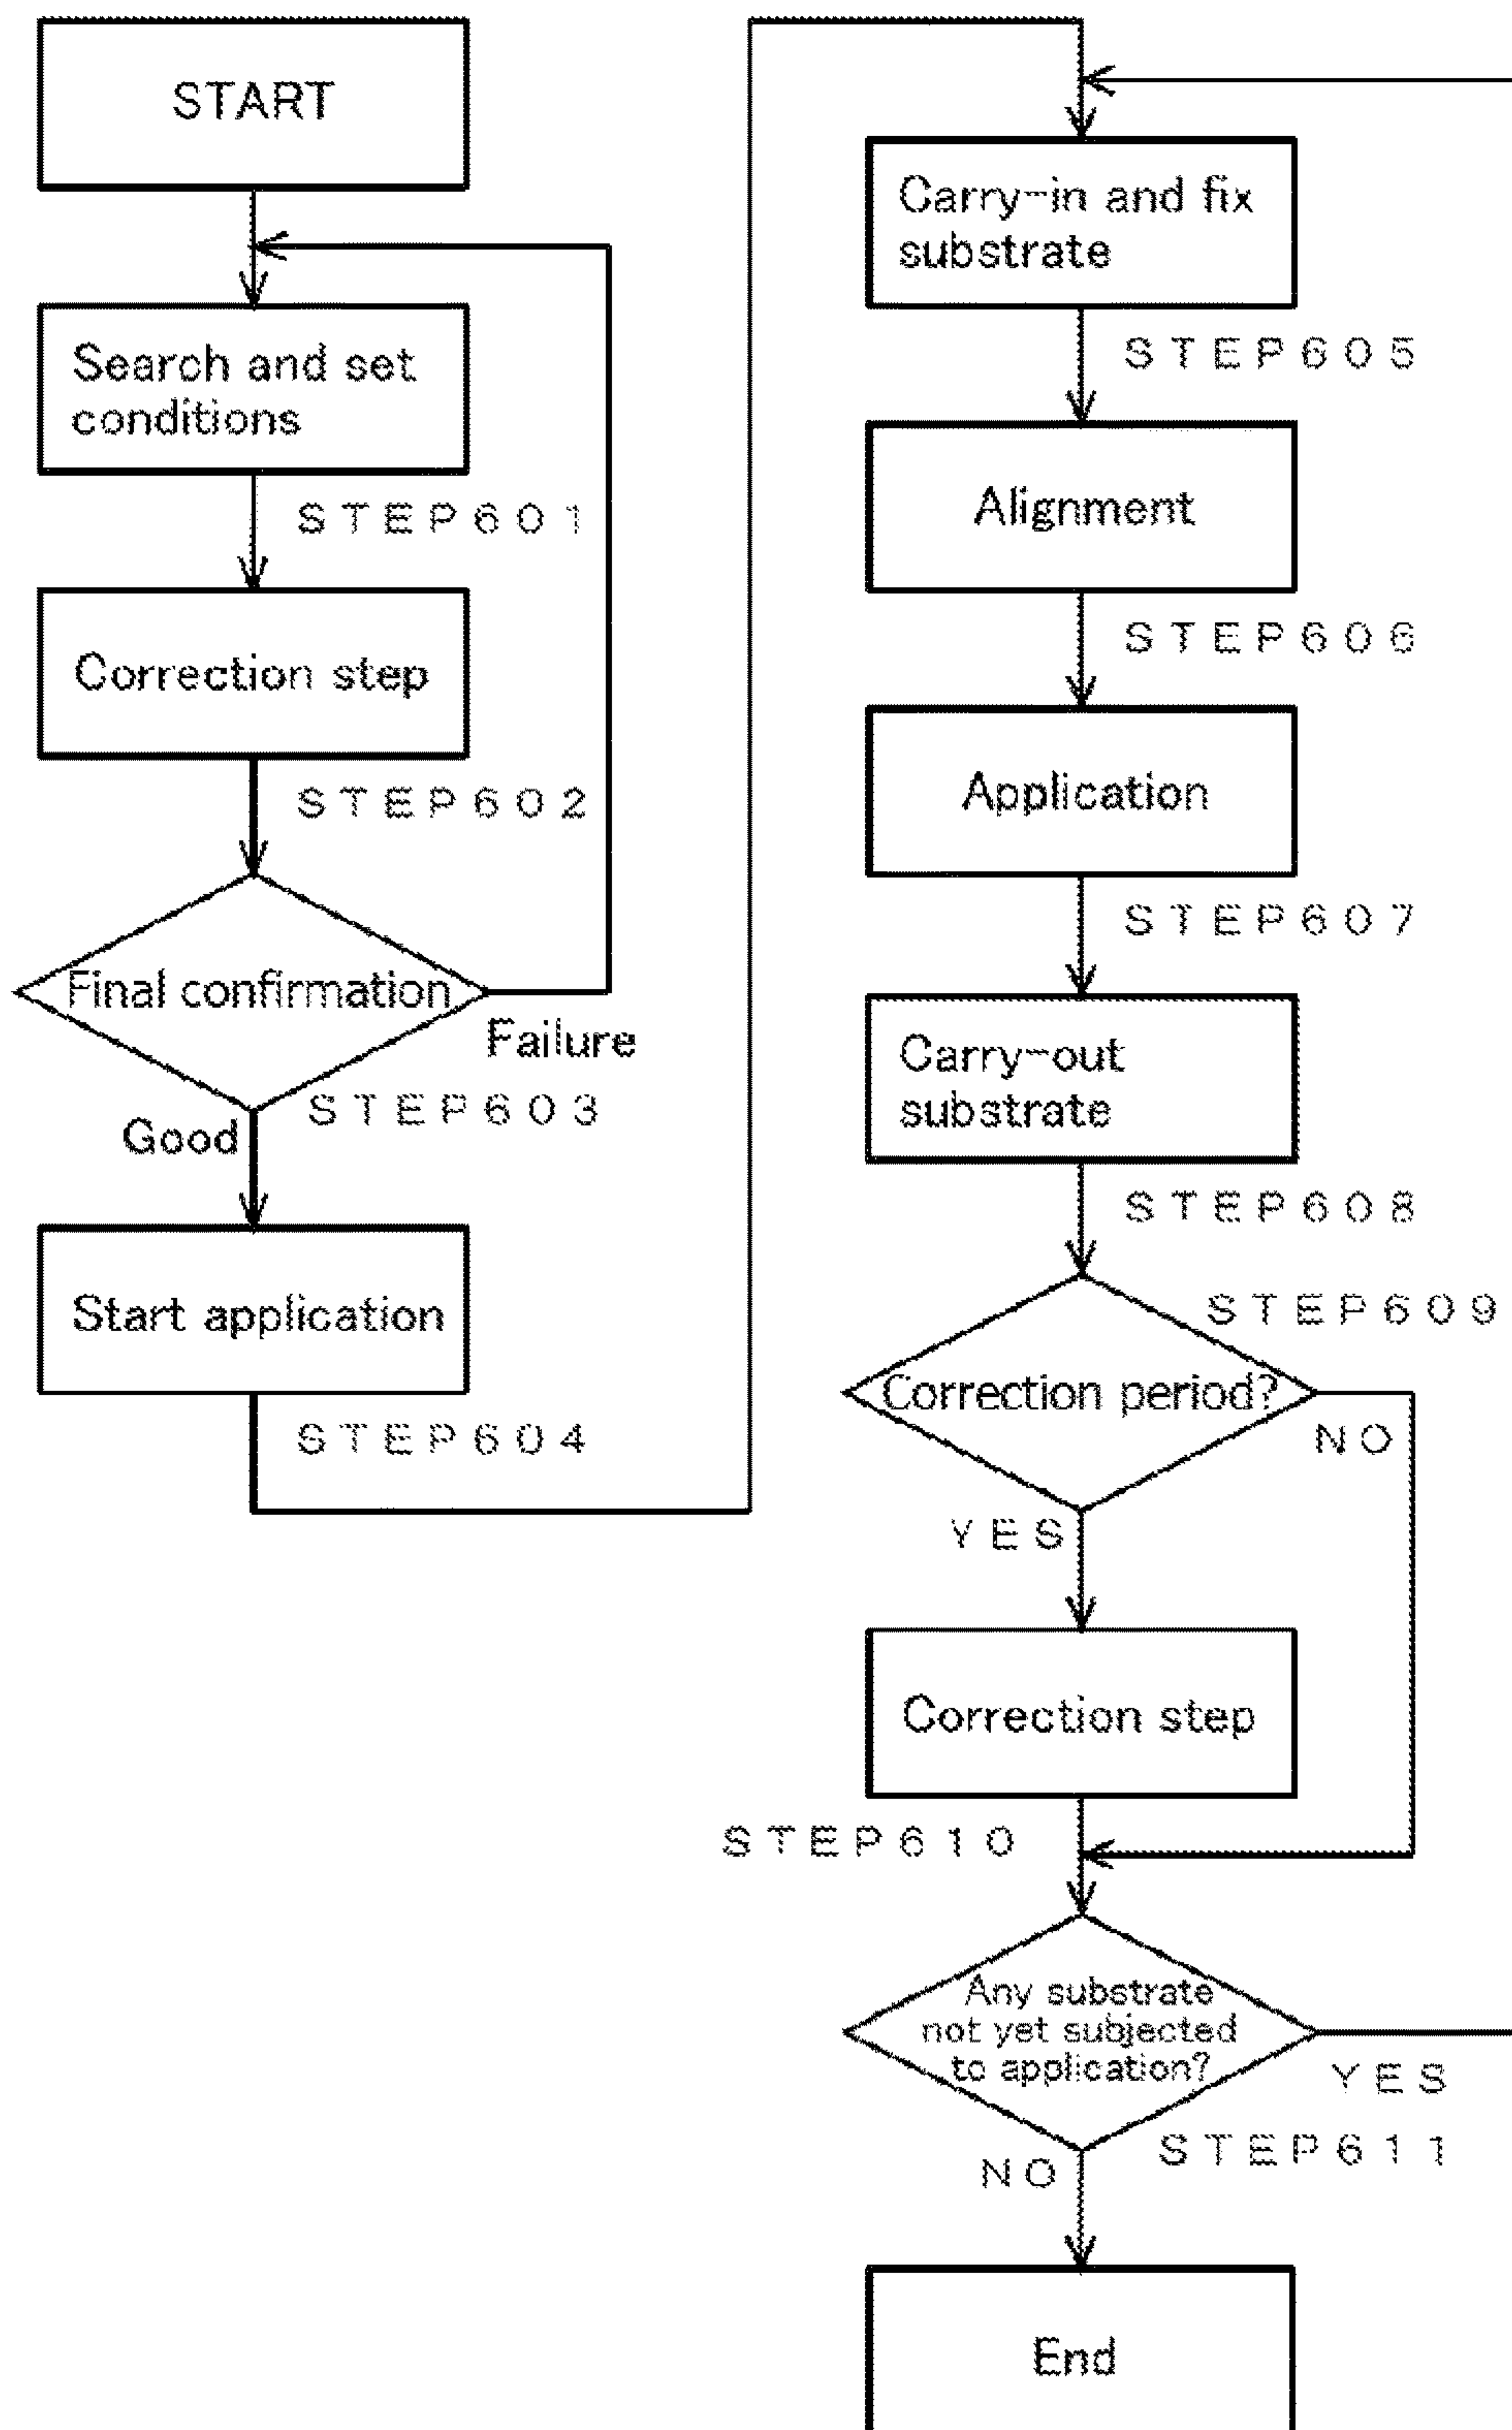 START
Search and set
conditions
STEP601
Correction step
STEP602
Final confirmation
Failure
STEP603
Good
Start application
STEP604
Carry-in and fix
substrate
STEP605
Alignment
STEP606
Application
STEP607
Carry-out
substrate
STEP608
STEP609
Correction period?
NO
YES
Correction step
STEP610
Any substrate
not yet subjected
to application?
YES
STEP611
NO
End